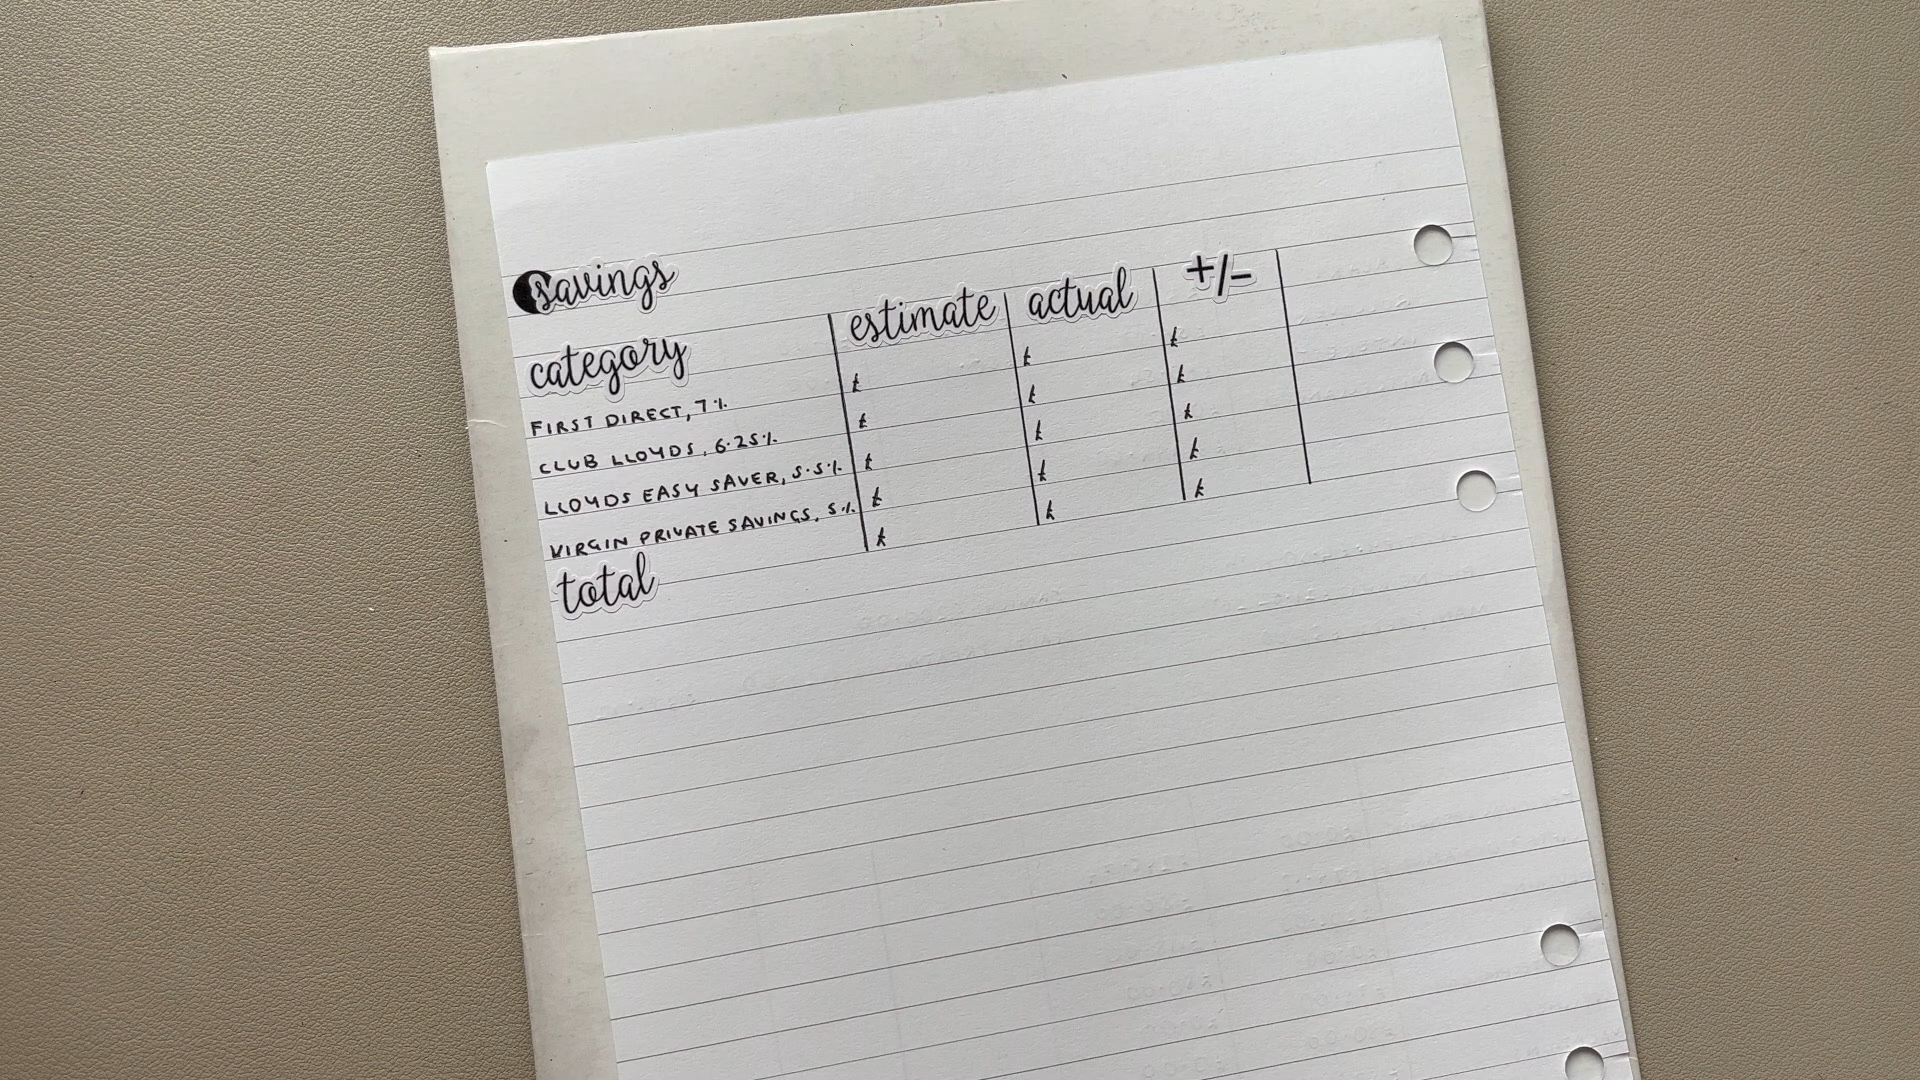 savings
category estimate actual +/-
FIRST DIRECT, 7% £ £ £
CLUB LLOYDS, 6.25% £ £ £
LLOYDS EASY SAVER, 5.5% £ £ £
VIRGIN PRIVATE SAVINGS, 5% £ £ £
total £ £ £